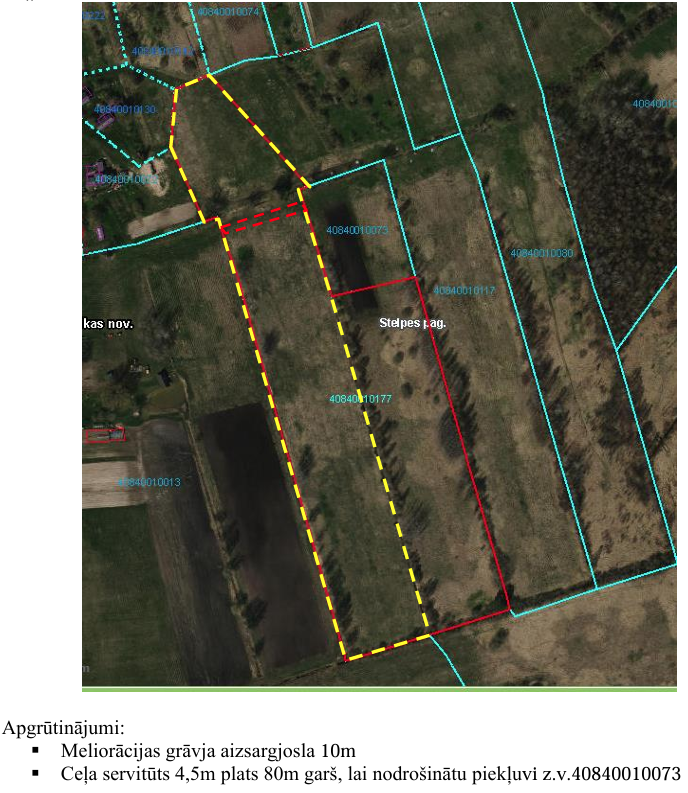 40840010074
40840010130
40840010073
40840010080
40840010117
kas nov.
Stelpes pag.
40840010177
40840010013
Apgrūtinājumi:
▪ Meliorācijas grāvja aizsargjosla 10m
▪ Ceļa servitūts 4,5m plats 80m garš, lai nodrošinātu piekļuvi z.v.40840010073